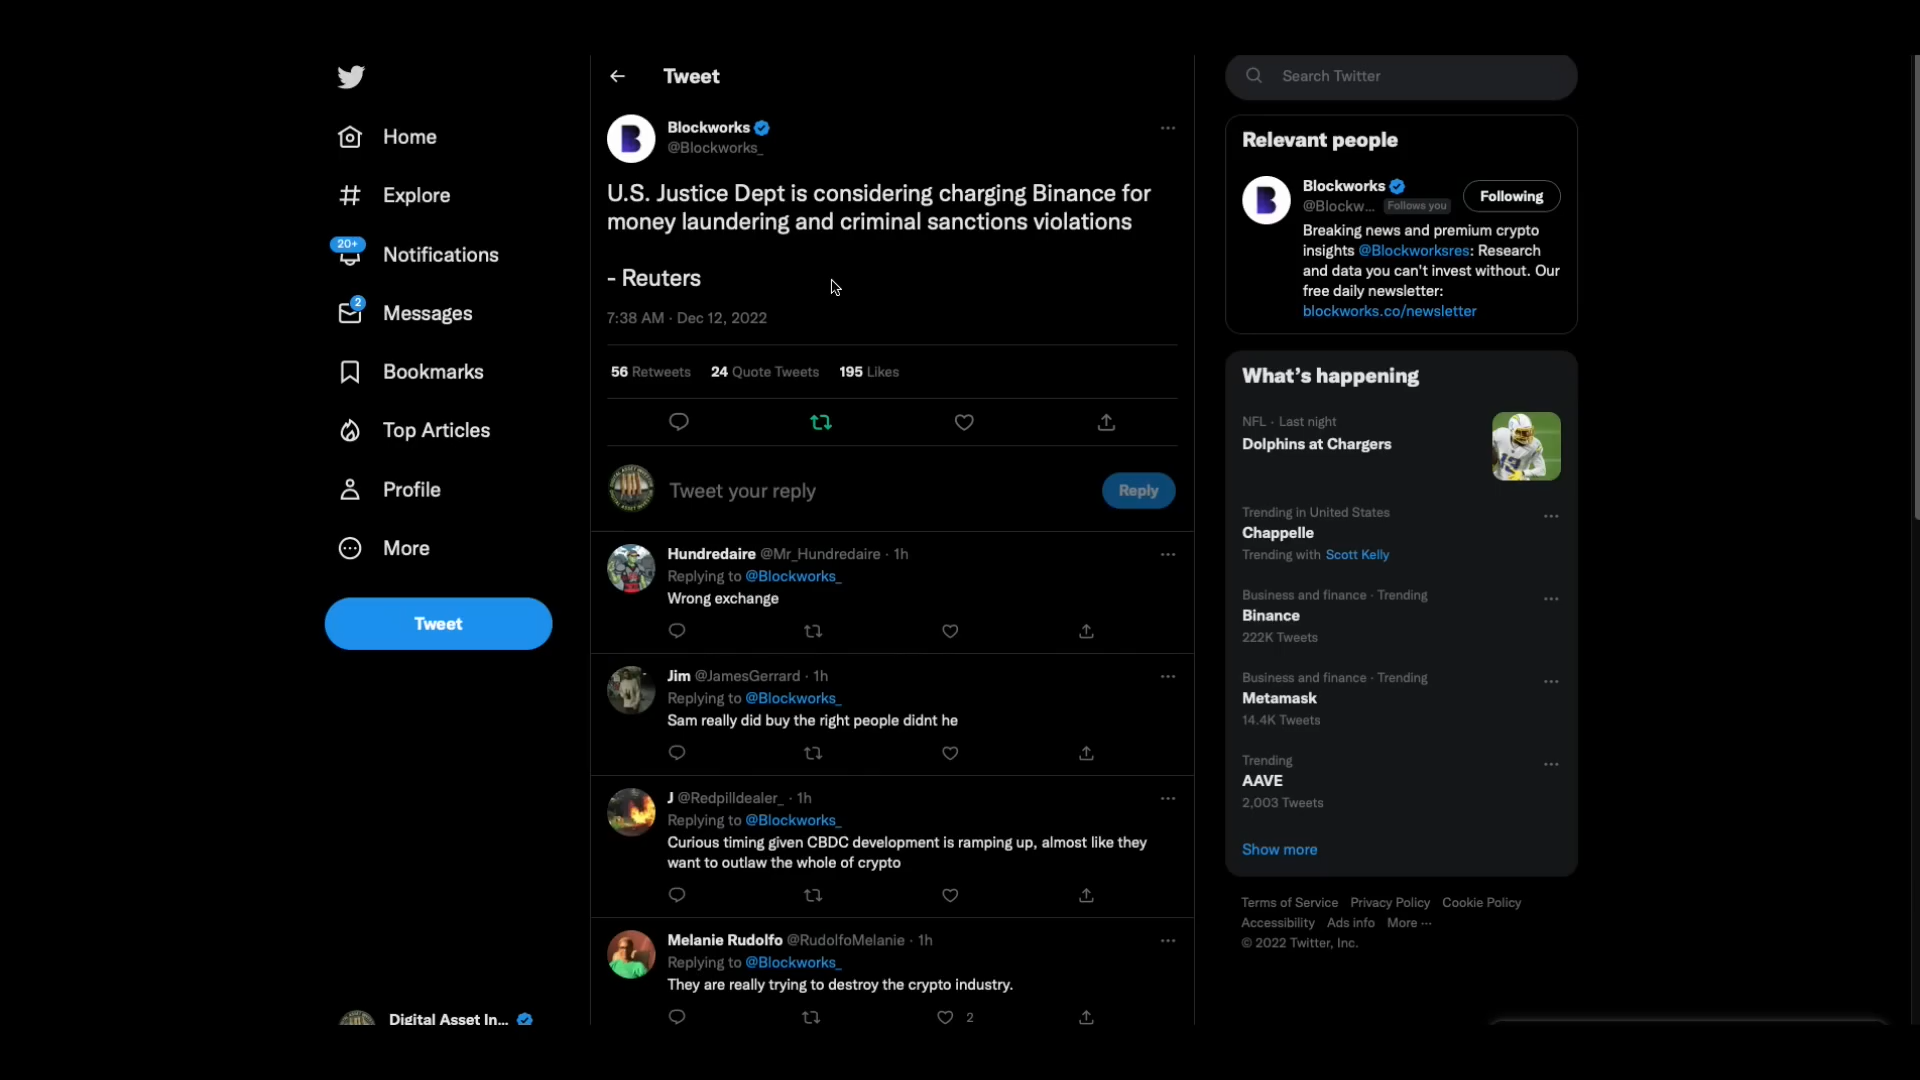 Home
Explore
20+
Notifications
2
Messages
Bookmarks
Top Articles
Profile
More
Tweet
Digital Asset In...
Tweet
Blockworks
@Blockworks_
U.S. Justice Dept is considering charging Binance for
money laundering and criminal sanctions violations
- Reuters
7:38 AM · Dec 12, 2022
56 Retweets 24 Quote Tweets 195 Likes
Tweet your reply
Reply
Hundredaire @Mr_Hundredaire · 1h
Replying to @Blockworks_
Wrong exchange
Jim @JamesGerrard · 1h
Replying to @Blockworks_
Sam really did buy the right people didnt he
J @Redpilldealer_ · 1h
Replying to @Blockworks_
Curious timing given CBDC development is ramping up, almost like they
want to outlaw the whole of crypto
Melanie Rudolfo @RudolfoMelanie · 1h
Replying to @Blockworks_
They are really trying to destroy the crypto industry.
2
Search Twitter
Relevant people
Blockworks
@Blockw... Follows you
Following
Breaking news and premium crypto
insights @Blockworksres: Research
and data you can't invest without. Our
free daily newsletter:
blockworks.co/newsletter
What's happening
NFL · Last night
Dolphins at Chargers
Trending in United States
Chappelle
Trending with Scott Kelly
Business and finance · Trending
Binance
222K Tweets
Business and finance · Trending
Metamask
14.4K Tweets
Trending
AAVE
2,003 Tweets
Show more
Terms of Service Privacy Policy Cookie Policy
Accessibility Ads info More ···
© 2022 Twitter, Inc.